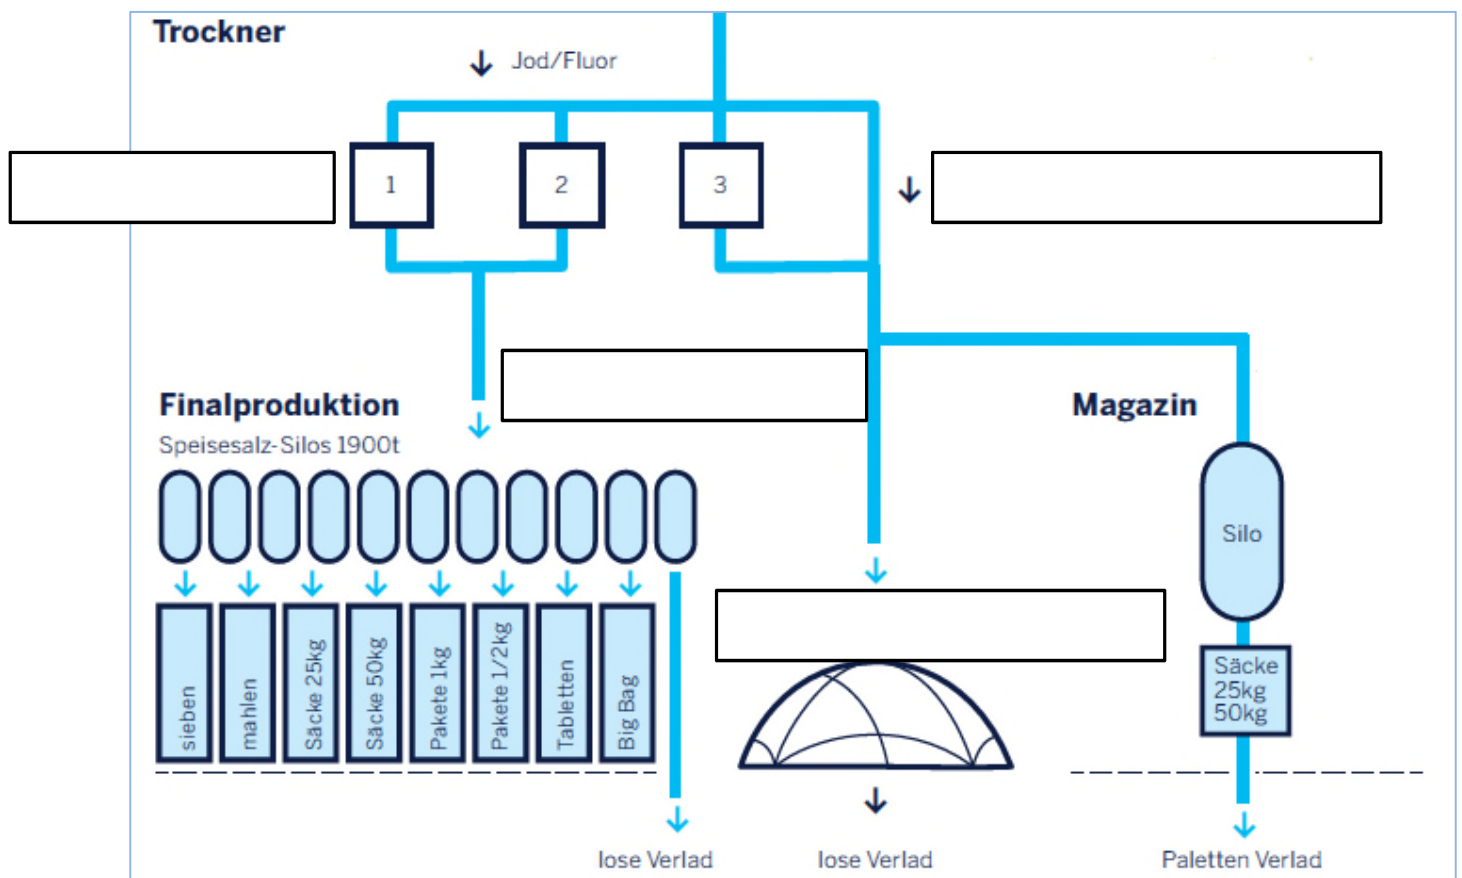 Trockner
Jod/Fluor
1
2
3
Finalproduktion
Speisesalz-Silos 1900t
Magazin
Silo
sieben
mahlen
Säcke 25kg
Säcke 50kg
Pakete 1kg
Pakete 1/2kg
Tabletten
Big Bag
Säcke
25kg
50kg
lose Verlad
lose Verlad
Paletten Verlad